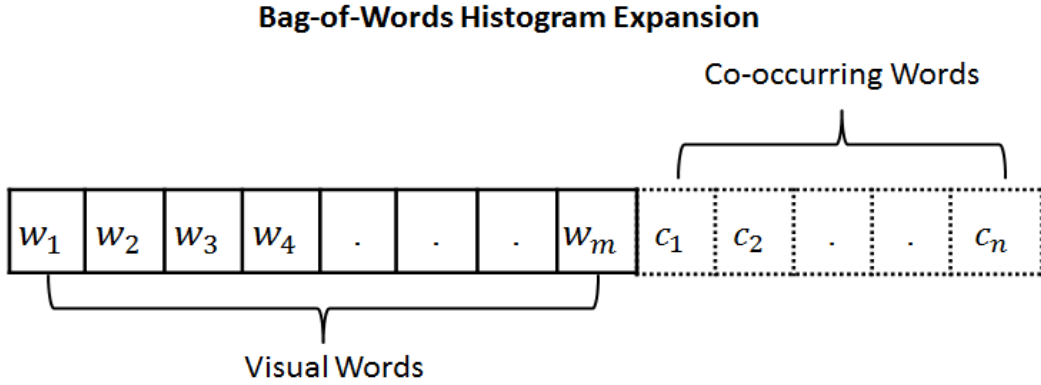 Bag-of-Words Histogram Expansion
Co-occurring Words
w₁ w₂ w₃ w₄ . . . wₘ c₁ c₂ . . cₙ
Visual Words